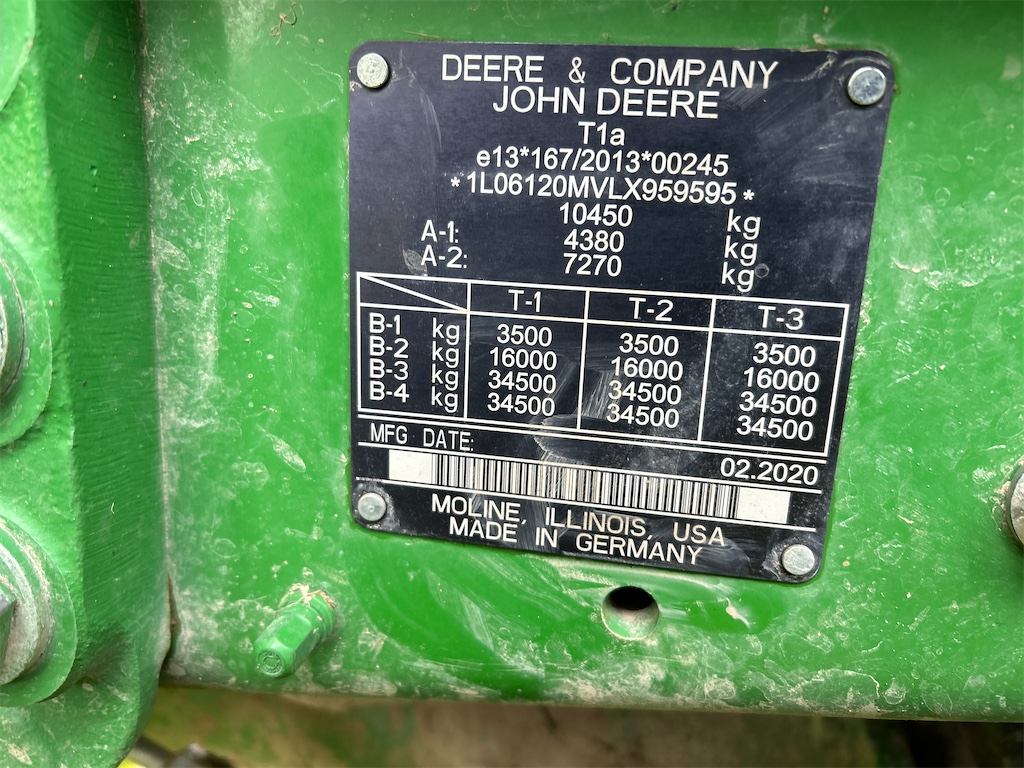 DEERE & COMPANY
JOHN DEERE
T1a
e13*167/2013*00245
*1L06120MVLX959595*
10450 kg
A-1: 4380 kg
A-2: 7270 kg
T-1 T-2 T-3
B-1 kg 3500 3500 3500
B-2 kg 16000 16000 16000
B-3 kg 34500 34500 34500
B-4 kg 34500 34500 34500
MFG DATE: 02.2020
MOLINE, ILLINOIS, USA
MADE IN GERMANY